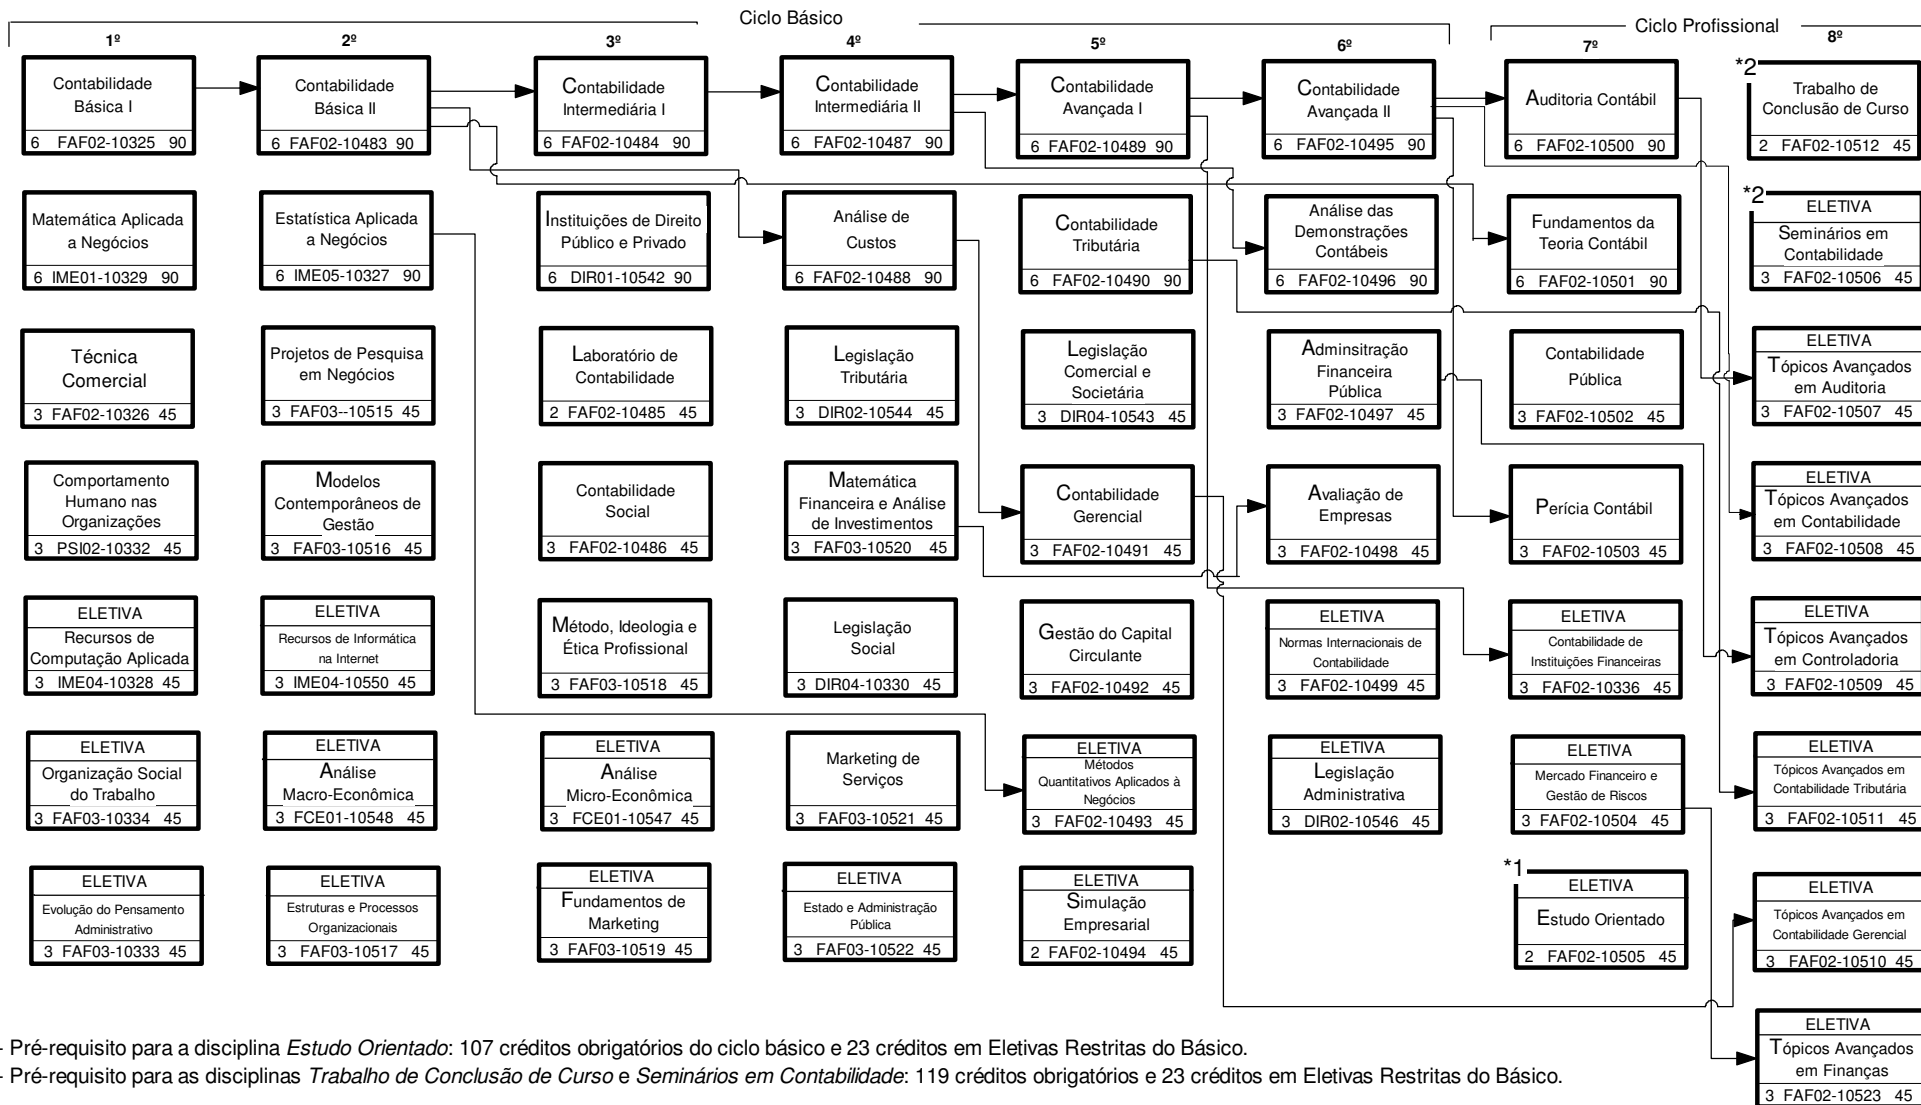 Ciclo Básico
Ciclo Profissional
1º
2º
3º
4º
5º
6º
7º
8º
Contabilidade
Básica I
6 FAF02-10325 90
Contabilidade
Básica II
6 FAF02-10483 90
Contabilidade
Intermediária I
6 FAF02-10484 90
Contabilidade
Intermediária II
6 FAF02-10487 90
Contabilidade
Avançada I
6 FAF02-10489 90
Contabilidade
Avançada II
6 FAF02-10495 90
Auditoria Contábil
6 FAF02-10500 90
*2
Trabalho de
Conclusão de Curso
2 FAF02-10512 45
Matemática Aplicada
a Negócios
6 IME01-10329 90
Estatística Aplicada
a Negócios
6 IME05-10327 90
Instituições de Direito
Público e Privado
6 DIR01-10542 90
Análise de
Custos
6 FAF02-10488 90
Contabilidade
Tributária
6 FAF02-10490 90
Análise das
Demonstrações
Contábeis
6 FAF02-10496 90
Fundamentos da
Teoria Contábil
6 FAF02-10501 90
*2
ELETIVA
Seminários em
Contabilidade
3 FAF02-10506 45
Técnica
Comercial
3 FAF02-10326 45
Projetos de Pesquisa
em Negócios
3 FAF03--10515 45
Laboratório de
Contabilidade
2 FAF02-10485 45
Legislação
Tributária
3 DIR02-10544 45
Legislação
Comercial e
Societária
3 DIR04-10543 45
Adminsitração
Financeira
Pública
3 FAF02-10497 45
Contabilidade
Pública
3 FAF02-10502 45
ELETIVA
Tópicos Avançados
em Auditoria
3 FAF02-10507 45
Comportamento
Humano nas
Organizações
3 PSI02-10332 45
Modelos
Contemporâneos de
Gestão
3 FAF03-10516 45
Contabilidade
Social
3 FAF02-10486 45
Matemática
Financeira e Análise
de Investimentos
3 FAF03-10520 45
Contabilidade
Gerencial
3 FAF02-10491 45
Avaliação de
Empresas
3 FAF02-10498 45
Perícia Contábil
3 FAF02-10503 45
ELETIVA
Tópicos Avançados
em Contabilidade
3 FAF02-10508 45
ELETIVA
Recursos de
Computação Aplicada
3 IME04-10328 45
ELETIVA
Recursos de Informática
na Internet
3 IME04-10550 45
Método, Ideologia e
Ética Profissional
3 FAF03-10518 45
Legislação
Social
3 DIR04-10330 45
Gestão do Capital
Circulante
3 FAF02-10492 45
ELETIVA
Normas Internacionais de
Contabilidade
3 FAF02-10499 45
ELETIVA
Contabilidade de
Instituições Financeiras
3 FAF02-10336 45
ELETIVA
Tópicos Avançados
em Controladoria
3 FAF02-10509 45
ELETIVA
Organização Social
do Trabalho
3 FAF03-10334 45
ELETIVA
Análise
Macro-Econômica
3 FCE01-10548 45
ELETIVA
Análise
Micro-Econômica
3 FCE01-10547 45
Marketing de
Serviços
3 FAF03-10521 45
ELETIVA
Métodos
Quantitativos Aplicados à
Negócios
3 FAF02-10493 45
ELETIVA
Legislação
Administrativa
3 DIR02-10546 45
ELETIVA
Mercado Financeiro e
Gestão de Riscos
3 FAF02-10504 45
ELETIVA
Tópicos Avançados em
Contabilidade Tributária
3 FAF02-10511 45
ELETIVA
Evolução do Pensamento
Administrativo
3 FAF03-10333 45
ELETIVA
Estruturas e Processos
Organizacionais
3 FAF03-10517 45
ELETIVA
Fundamentos de
Marketing
3 FAF03-10519 45
ELETIVA
Estado e Administração
Pública
3 FAF03-10522 45
ELETIVA
Simulação
Empresarial
2 FAF02-10494 45
*1
ELETIVA
Estudo Orientado
2 FAF02-10505 45
ELETIVA
Tópicos Avançados em
Contabilidade Gerencial
3 FAF02-10510 45
ELETIVA
Tópicos Avançados
em Finanças
3 FAF02-10523 45
- Pré-requisito para a disciplina Estudo Orientado: 107 créditos obrigatórios do ciclo básico e 23 créditos em Eletivas Restritas do Básico.
- Pré-requisito para as disciplinas Trabalho de Conclusão de Curso e Seminários em Contabilidade: 119 créditos obrigatórios e 23 créditos em Eletivas Restritas do Básico.